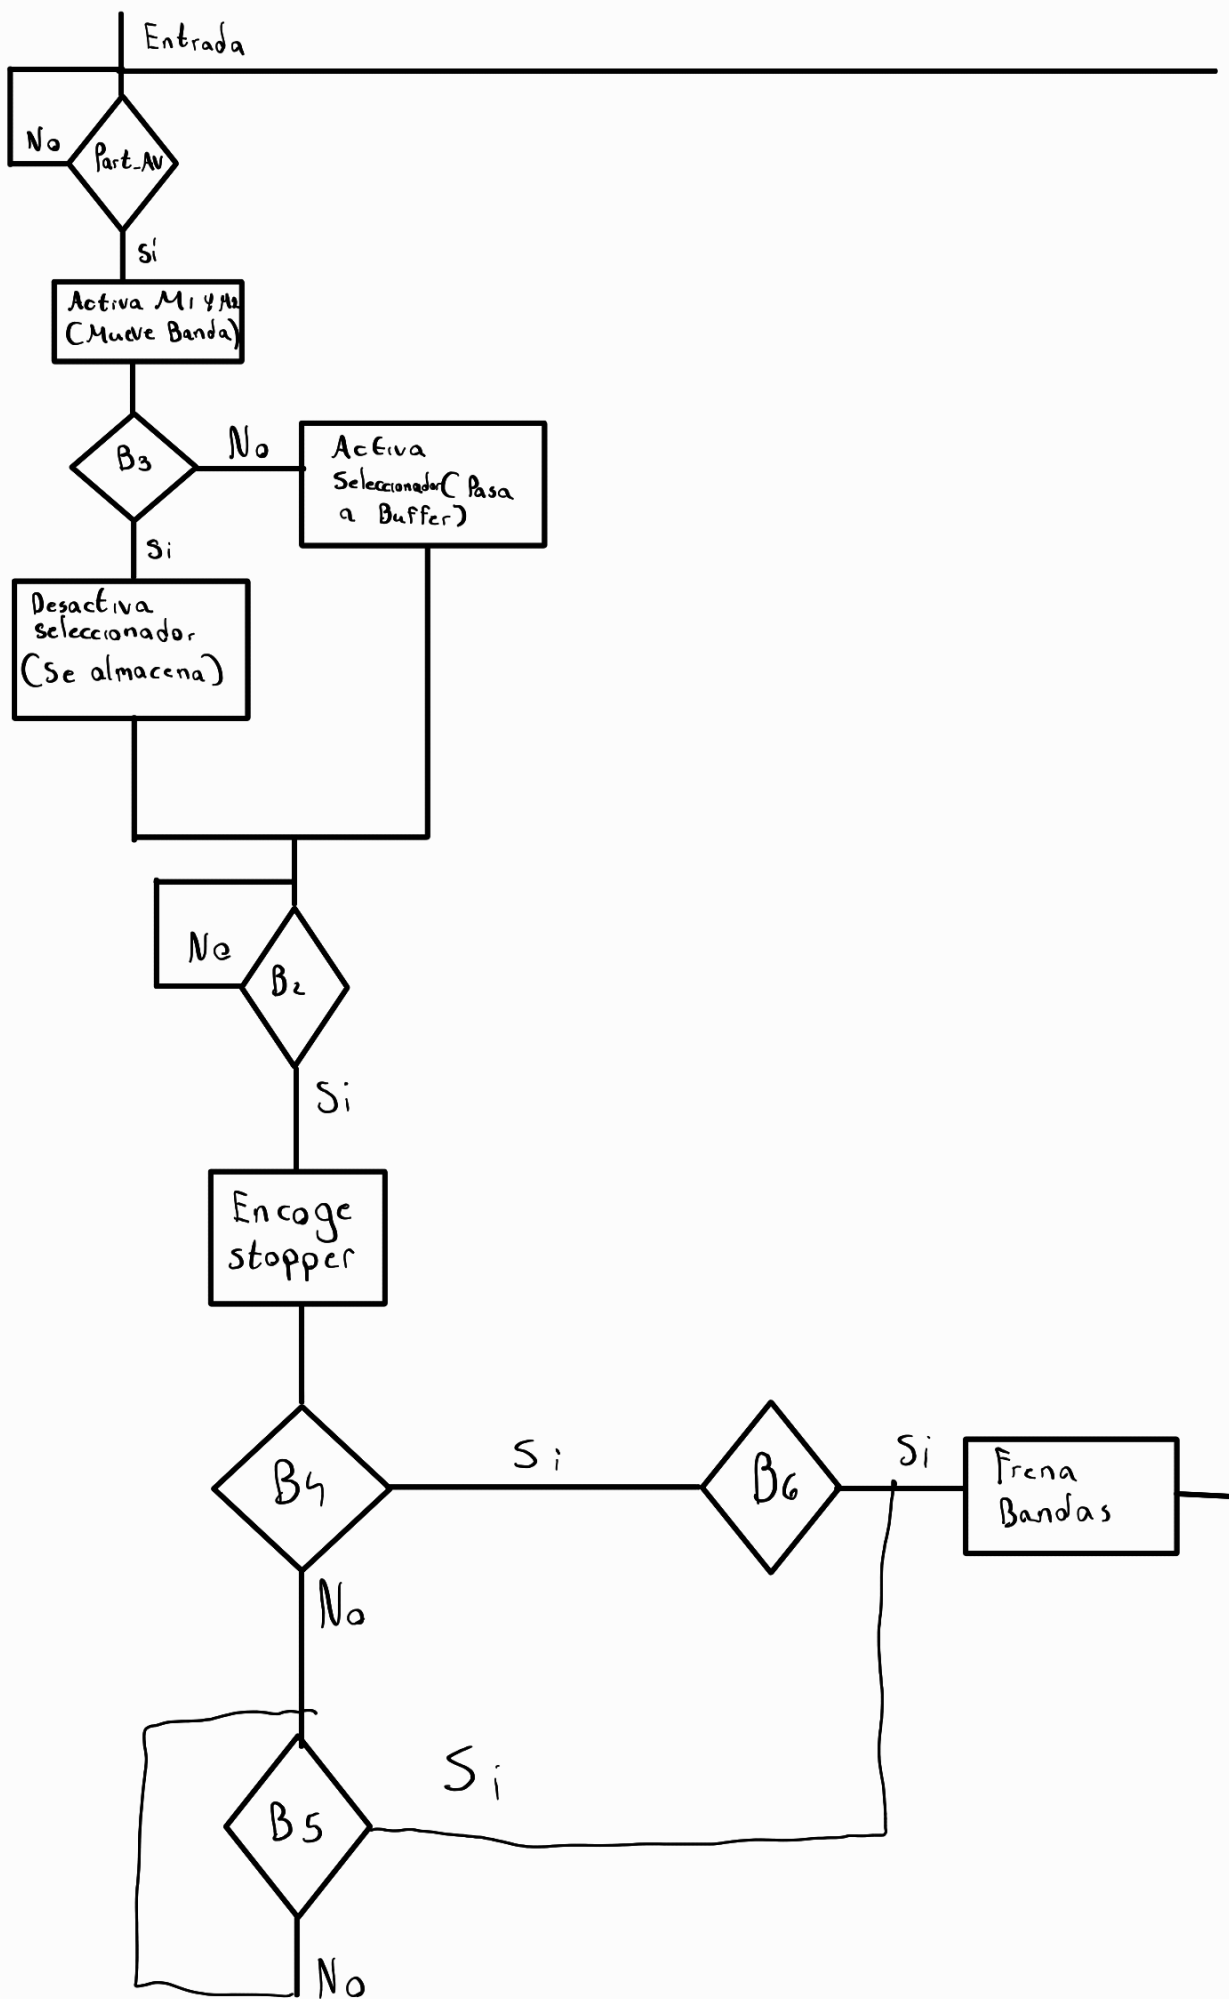 Entrada
No
Part_AV
Sí
Activa M1 y M2
(Mueve Banda)
B3
No
Activa
Seleccionador(Pasa
a Buffer)
Si
Desactiva
seleccionador
(Se almacena)
No
B2
Si
Encoge
stopper
B4
Si
B6
Si
Frena
Bandas
No
B5
Si
No